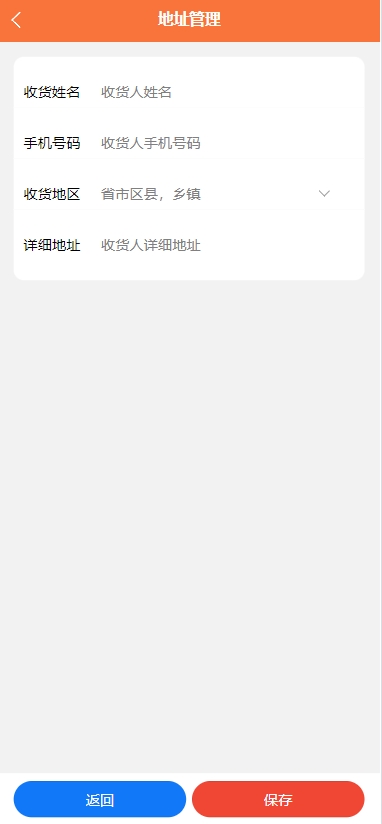 地址管理
收货姓名 收货人姓名
手机号码 收货人手机号码
收货地区 省市区县，乡镇
详细地址 收货人详细地址
返回 保存